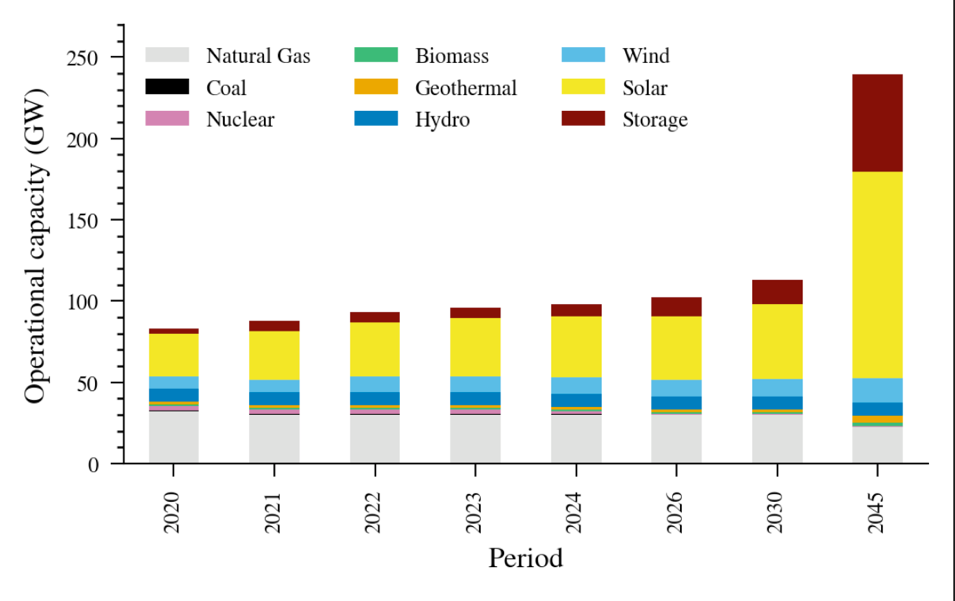 Natural Gas Biomass Wind
Coal Geothermal Solar
Nuclear Hydro Storage
250
200
150
100
50
0
Operational capacity (GW)
2020 2021 2022 2023 2024 2026 2030 2045
Period